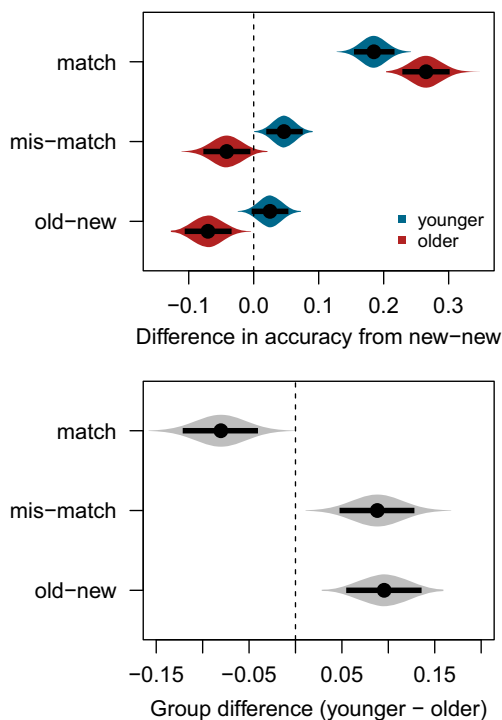 match
mis−match
old−new
younger
older
−0.1 0.0 0.1 0.2 0.3
Difference in accuracy from new−new
match
mis−match
old−new
−0.15 −0.05 0.05 0.15
Group difference (younger − older)